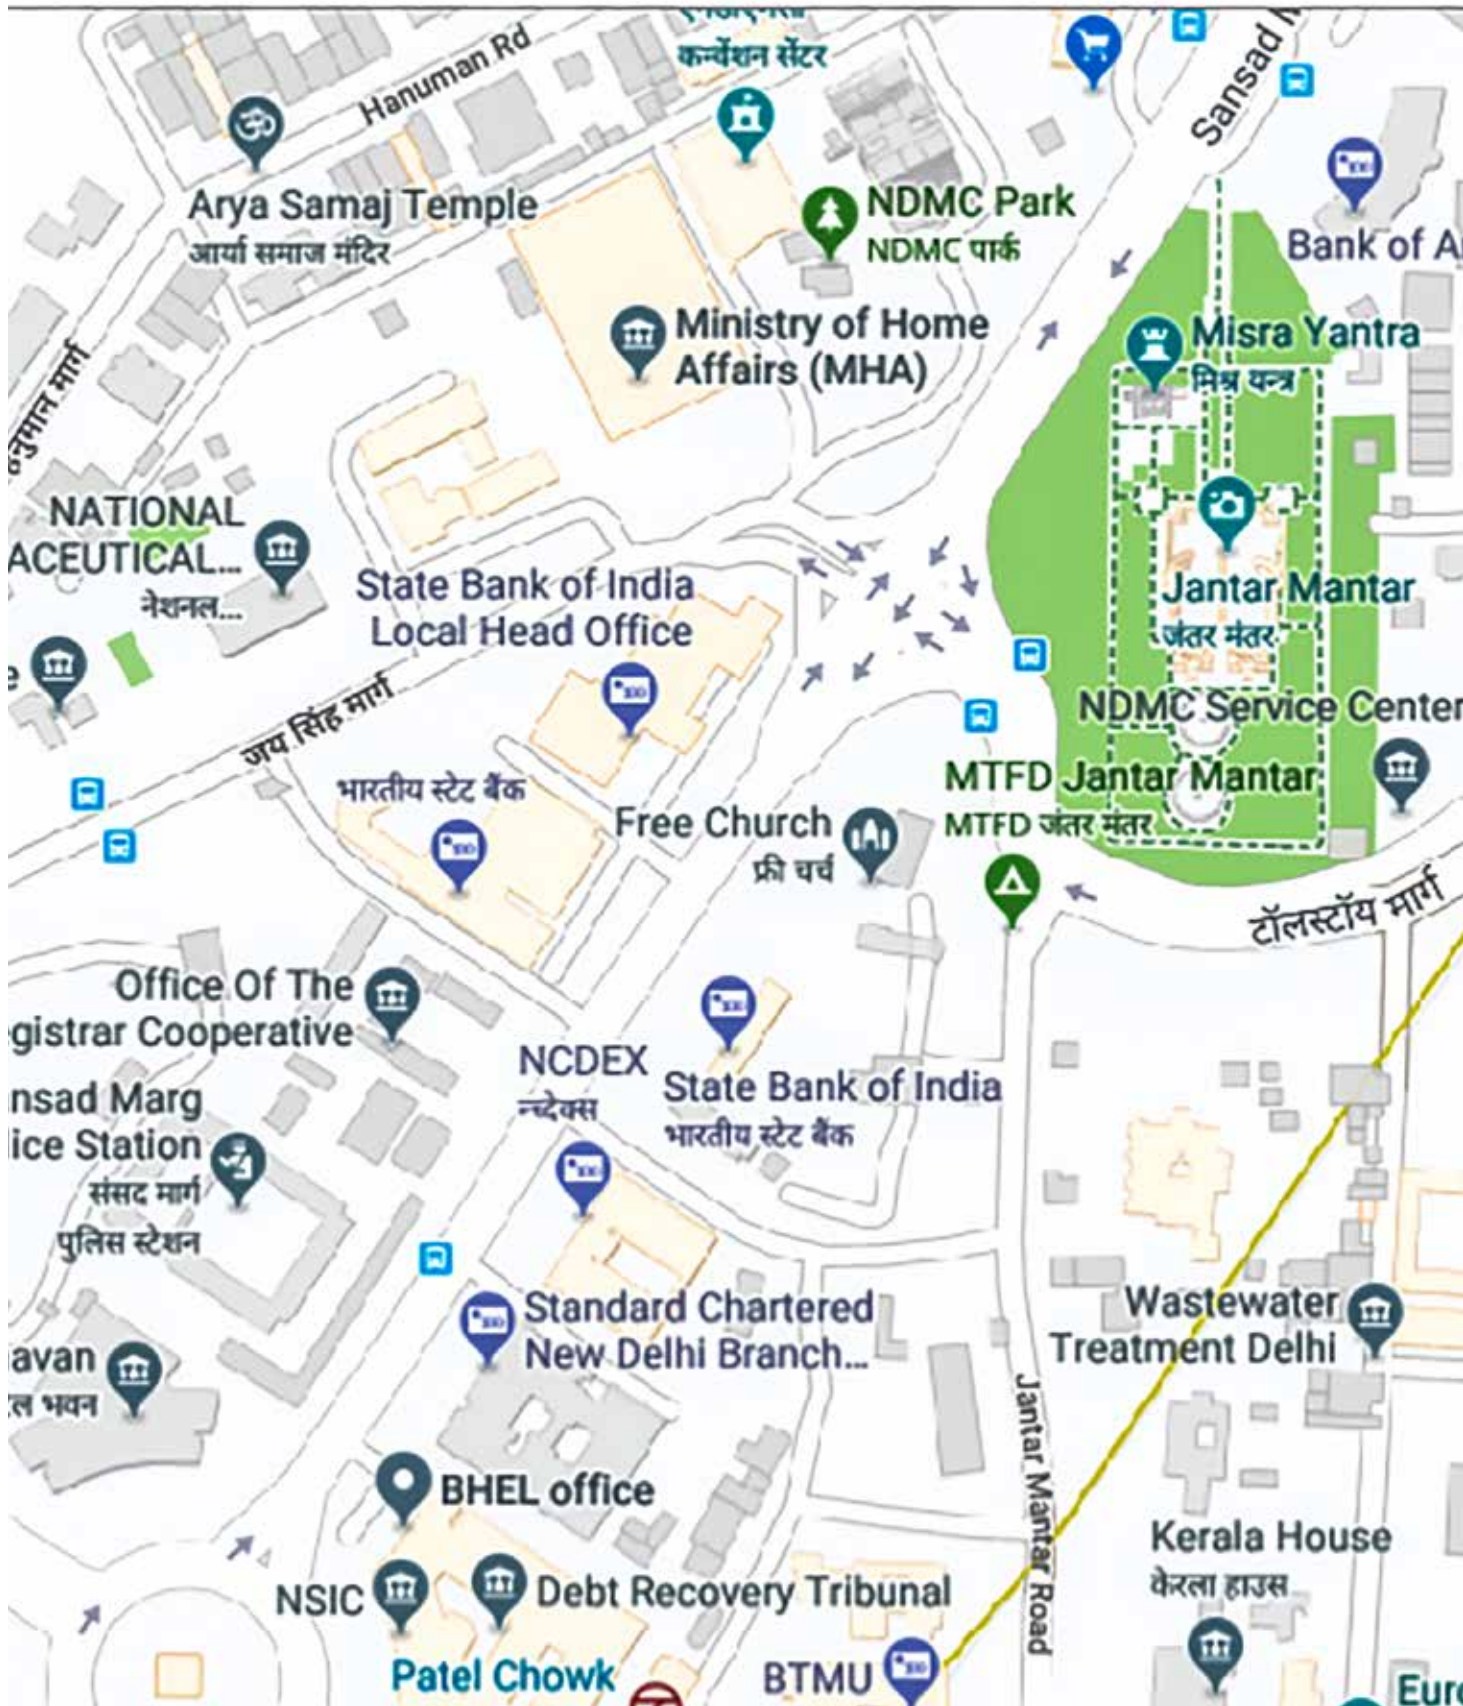 कन्वेंशन सेंटर
Hanuman Rd
Sansad M
Arya Samaj Temple
आर्या समाज मंदिर
NDMC Park
NDMC पार्क
Bank of A
Ministry of Home
Affairs (MHA)
Misra Yantra
मिश्र यन्त्र
हनुमान मार्ग
NATIONAL
ACEUTICAL...
नेशनल...
State Bank of India
Local Head Office
Jantar Mantar
जंतर मंतर
e
जय सिंह मार्ग
NDMC Service Center
भारतीय स्टेट बैंक
MTFD Jantar Mantar
MTFD जंतर मंतर
Free Church
फ्री चर्च
टॉलस्टॉय मार्ग
Office Of The
gistrar Cooperative
NCDEX
न्च्देक्स
State Bank of India
भारतीय स्टेट बैंक
nsad Marg
ice Station
संसद मार्ग
पुलिस स्टेशन
Standard Chartered
New Delhi Branch...
Wastewater
Treatment Delhi
avan
ल भवन
Jantar Mantar Road
BHEL office
Kerala House
केरला हाउस
NSIC
Debt Recovery Tribunal
Patel Chowk
BTMU
Euro